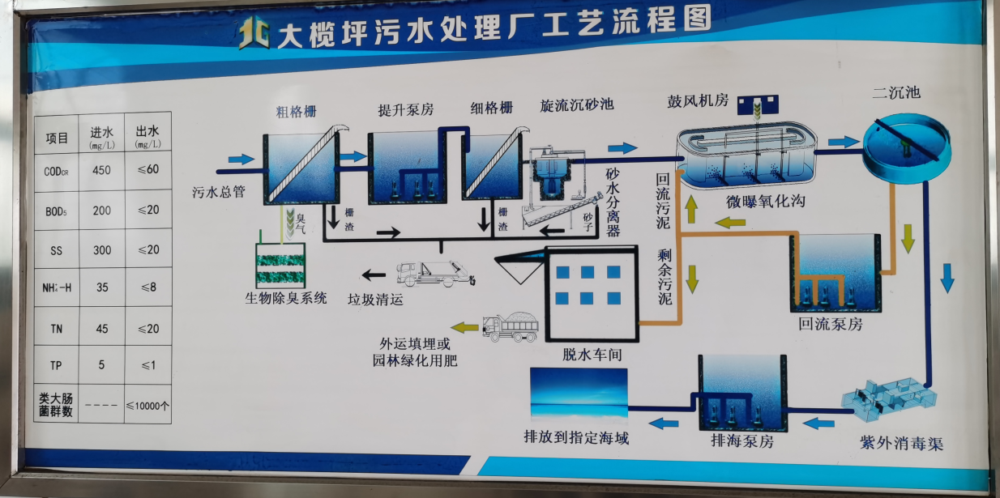 大榄坪污水处理厂工艺流程图
项目 进水(mg/L) 出水(mg/L)
CODCR 450 ≤60
BOD5 200 ≤20
SS 300 ≤20
NH4+-H 35 ≤8
TN 45 ≤20
TP 5 ≤1
类大肠菌群数 ---- ≤10000个
粗格栅
提升泵房
细格栅
旋流沉砂池
鼓风机房
二沉池
污水总管
臭气
栅渣
栅渣
砂子
砂水分离器
回流污泥
微曝氧化沟
生物除臭系统
垃圾清运
剩余污泥
回流泵房
外运填埋或
园林绿化用肥
脱水车间
排放到指定海域
排海泵房
紫外消毒渠